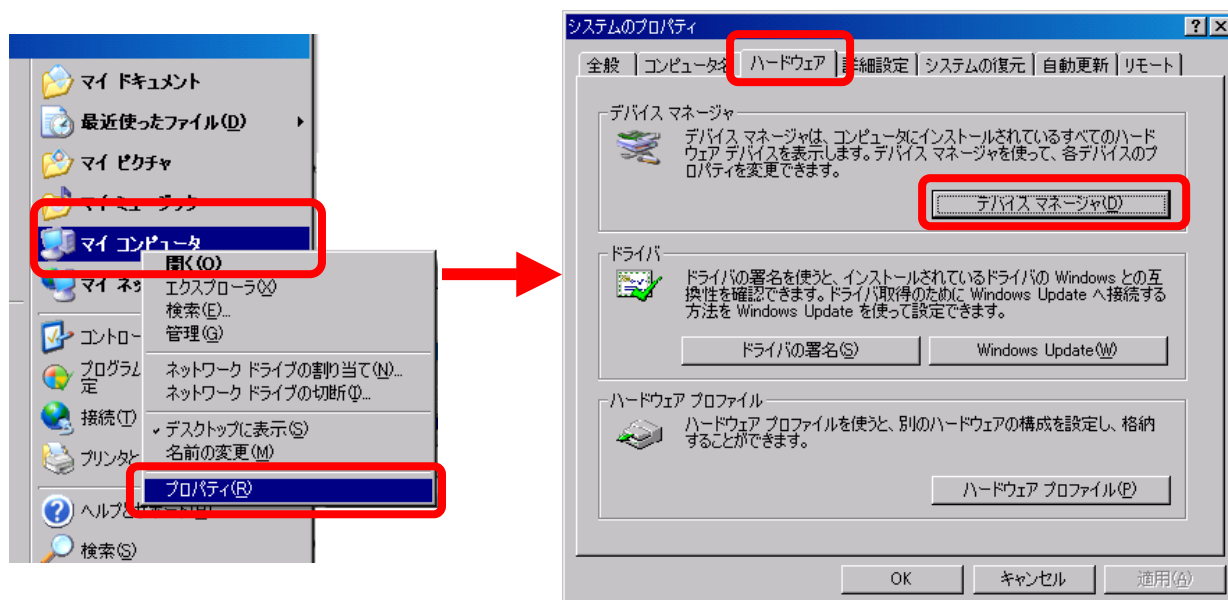 マイ ドキュメント
最近使ったファイル(D)
マイ ピクチャ
マイ ミュージック
マイ コンピュータ
マイ ネッ
コントロー
プログラム
定
接続(T)
プリンタと
ヘルプとサポート(H)
検索(S)
開く(O)
エクスプローラ(X)
検索(E)...
管理(G)
ネットワーク ドライブの割り当て(N)...
ネットワーク ドライブの切断(I)...
デスクトップに表示(S)
名前の変更(M)
プロパティ(R)
システムのプロパティ
全般
コンピュータ名
ハードウェア
詳細設定
システムの復元
自動更新
リモート
デバイス マネージャ
デバイス マネージャは、コンピュータにインストールされているすべてのハード
ウェア デバイスを表示します。デバイス マネージャを使って、各デバイスのプ
ロパティを変更できます。
デバイス マネージャ(D)
ドライバ
ドライバの署名を使うと、インストールされているドライバの Windows との互
換性を確認できます。ドライバ取得のために Windows Update へ接続する
方法を Windows Update を使って設定できます。
ドライバの署名(S)
Windows Update(W)
ハードウェア プロファイル
ハードウェア プロファイルを使うと、別のハードウェアの構成を設定し、格納
することができます。
ハードウェア プロファイル(P)
OK
キャンセル
適用(A)